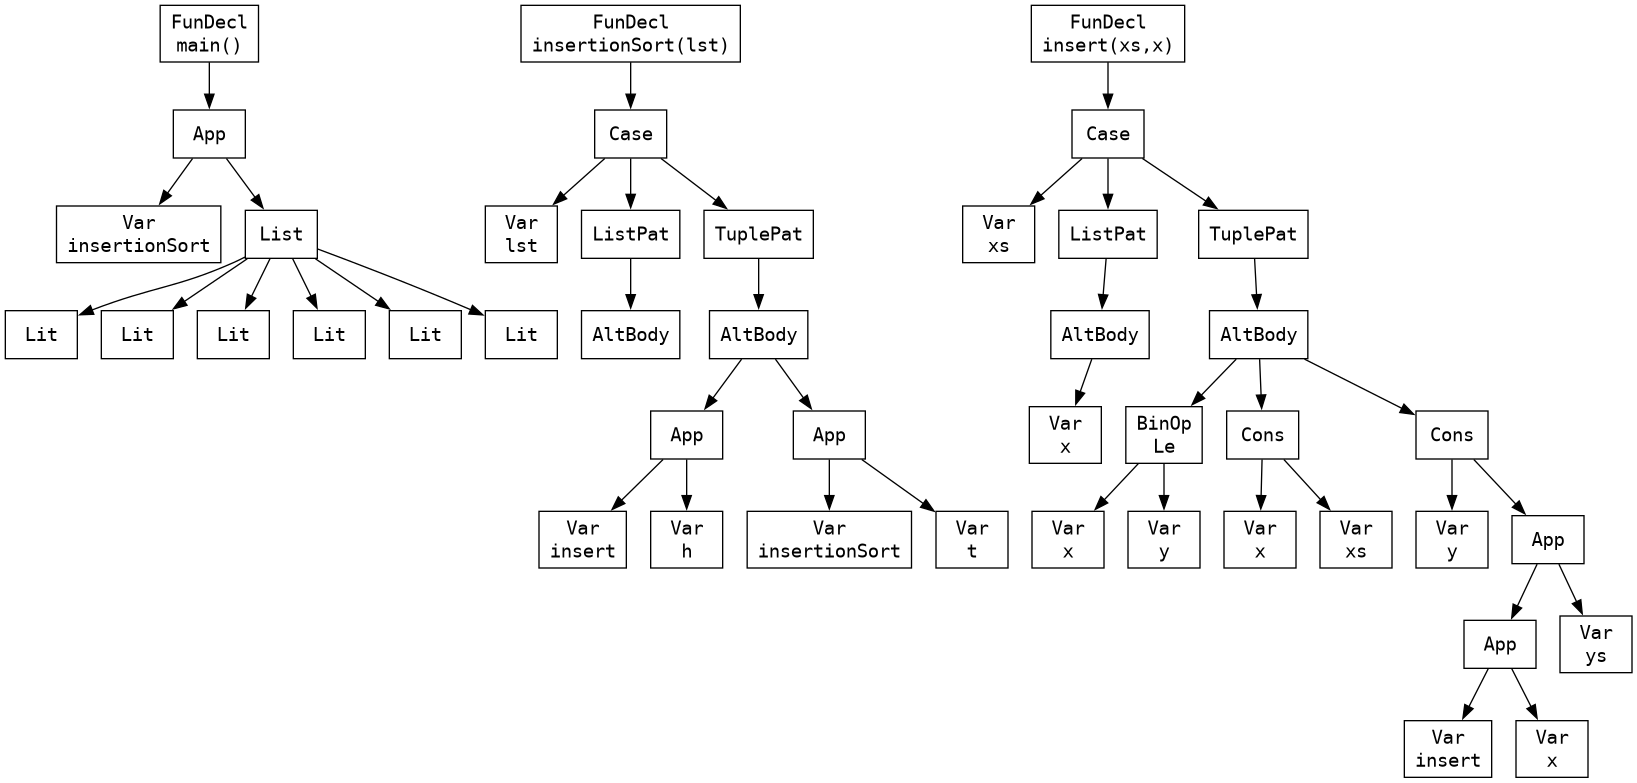 FunDecl
main()
FunDecl
insertionSort(lst)
FunDecl
insert(xs,x)
App
Case
Case
Var
insertionSort
List
Var
lst
ListPat
TuplePat
Var
xs
ListPat
TuplePat
Lit
Lit
Lit
Lit
Lit
Lit
AltBody
AltBody
AltBody
AltBody
App
App
Var
x
BinOp
Le
Cons
Cons
Var
insert
Var
h
Var
insertionSort
Var
t
Var
x
Var
y
Var
x
Var
xs
Var
y
App
App
Var
ys
Var
insert
Var
x